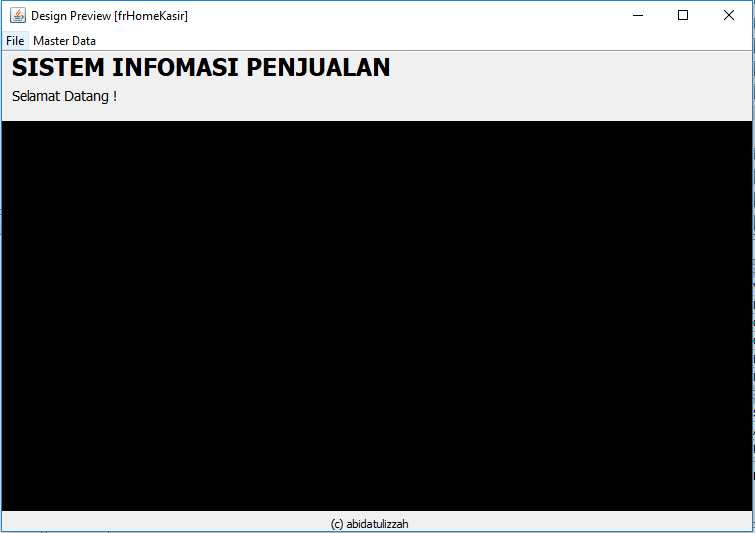 Design Preview [frHomeKasir]
File Master Data
SISTEM INFOMASI PENJUALAN
Selamat Datang !
(c) abidatulizzah